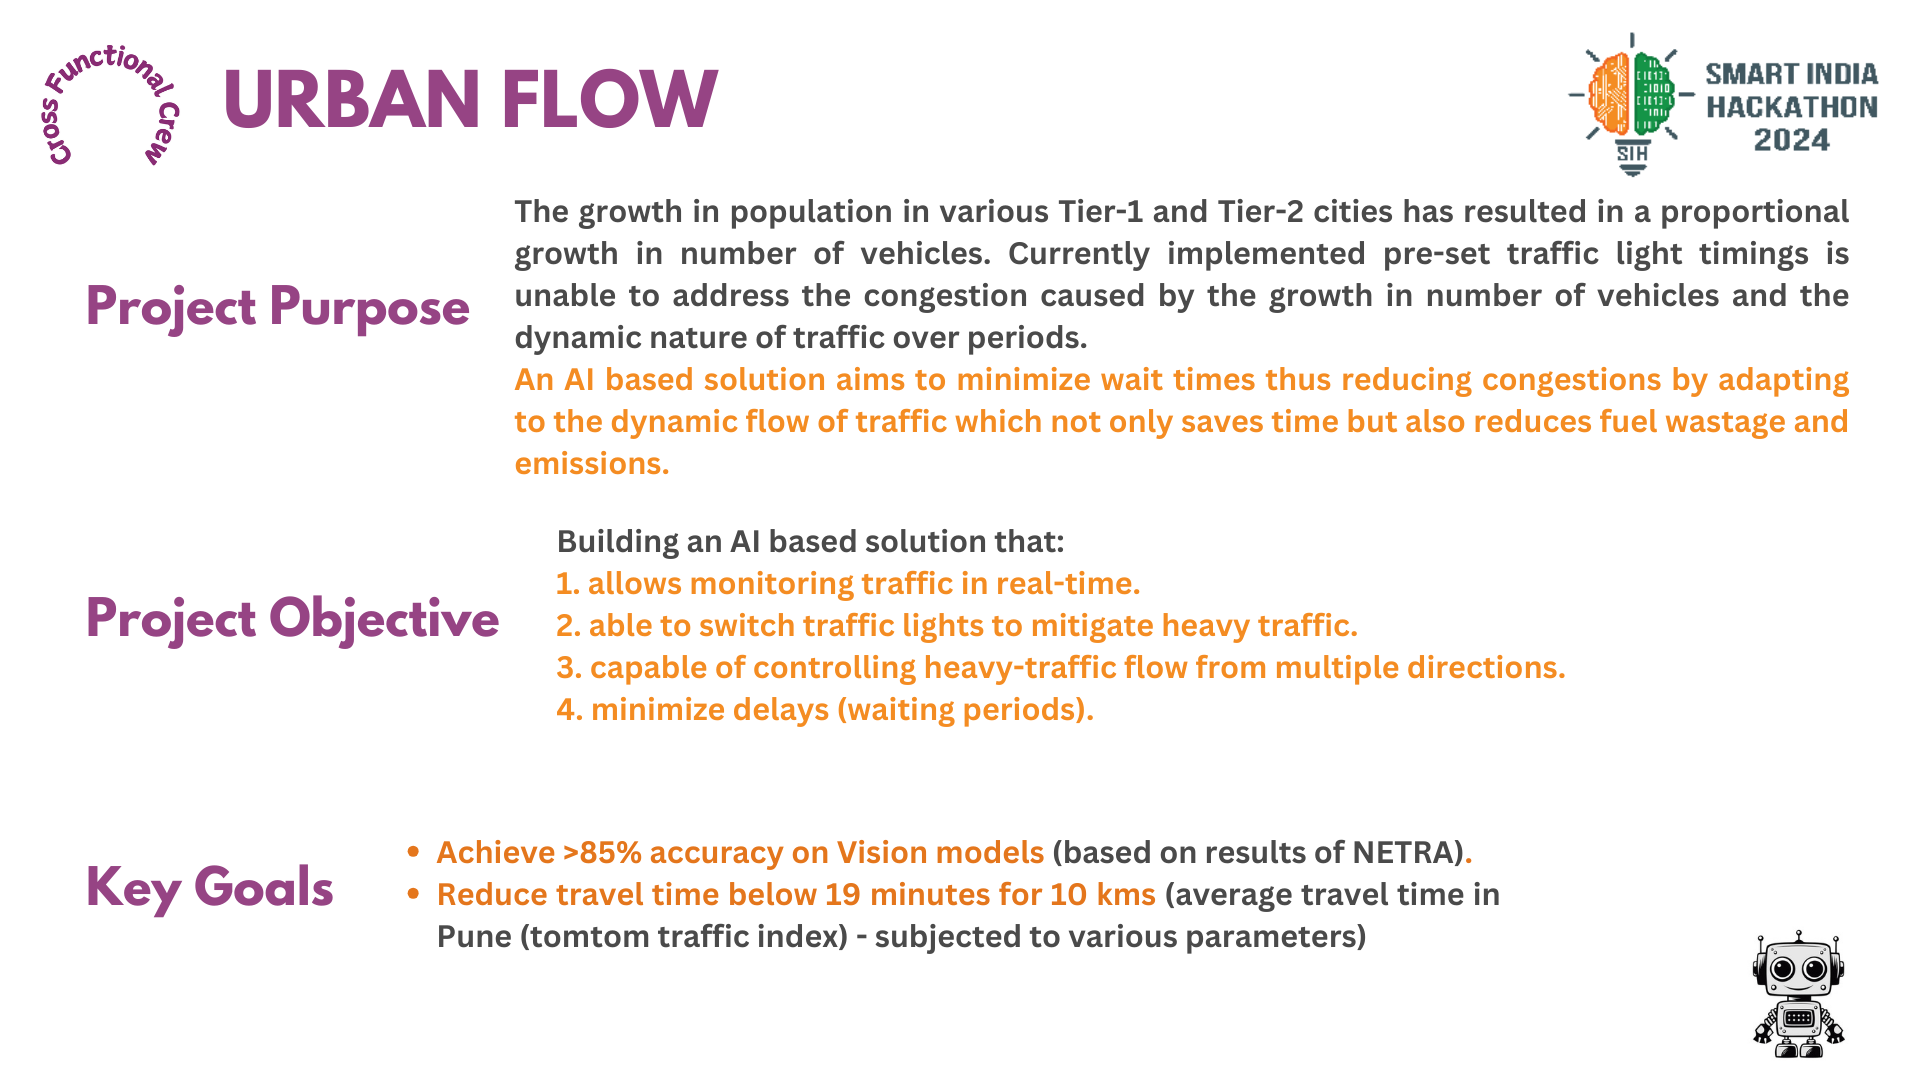 Cross Functional Crew
URBAN FLOW
SMART INDIA
HACKATHON
2024
SIH
Project Purpose
The growth in population in various Tier-1 and Tier-2 cities has resulted in a proportional
growth in number of vehicles. Currently implemented pre-set traffic light timings is
unable to address the congestion caused by the growth in number of vehicles and the
dynamic nature of traffic over periods.
An AI based solution aims to minimize wait times thus reducing congestions by adapting
to the dynamic flow of traffic which not only saves time but also reduces fuel wastage and
emissions.
Project Objective
Building an AI based solution that:
1. allows monitoring traffic in real-time.
2. able to switch traffic lights to mitigate heavy traffic.
3. capable of controlling heavy-traffic flow from multiple directions.
4. minimize delays (waiting periods).
Key Goals
• Achieve >85% accuracy on Vision models (based on results of NETRA).
• Reduce travel time below 19 minutes for 10 kms (average travel time in
Pune (tomtom traffic index) - subjected to various parameters)